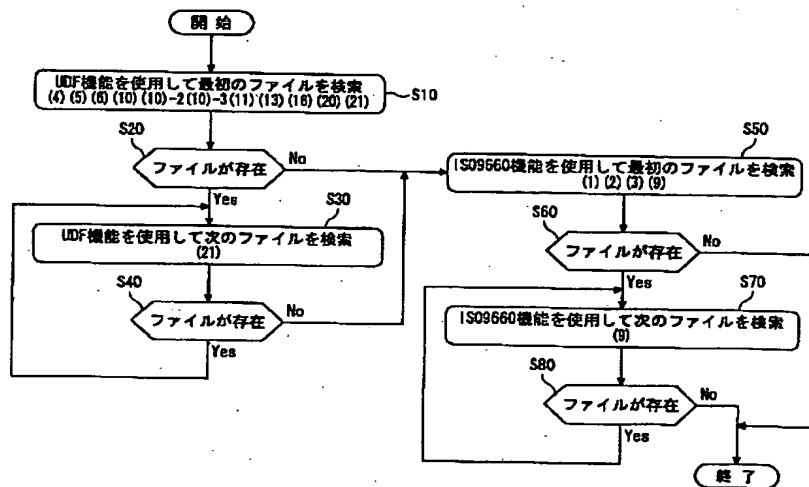 開始
UDF機能を使用して最初のファイルを検索
(4)(5)(6)(10)(10)-2(10)-3(11)(13)(16)(20)(21)
S10
S20
ファイルが存在
No
Yes
S30
UDF機能を使用して次のファイルを検索
(21)
S40
ファイルが存在
No
Yes
S50
ISO9660機能を使用して最初のファイルを検索
(1)(2)(3)(9)
S60
ファイルが存在
No
Yes
S70
ISO9660機能を使用して次のファイルを検索
(9)
S80
ファイルが存在
No
Yes
終了